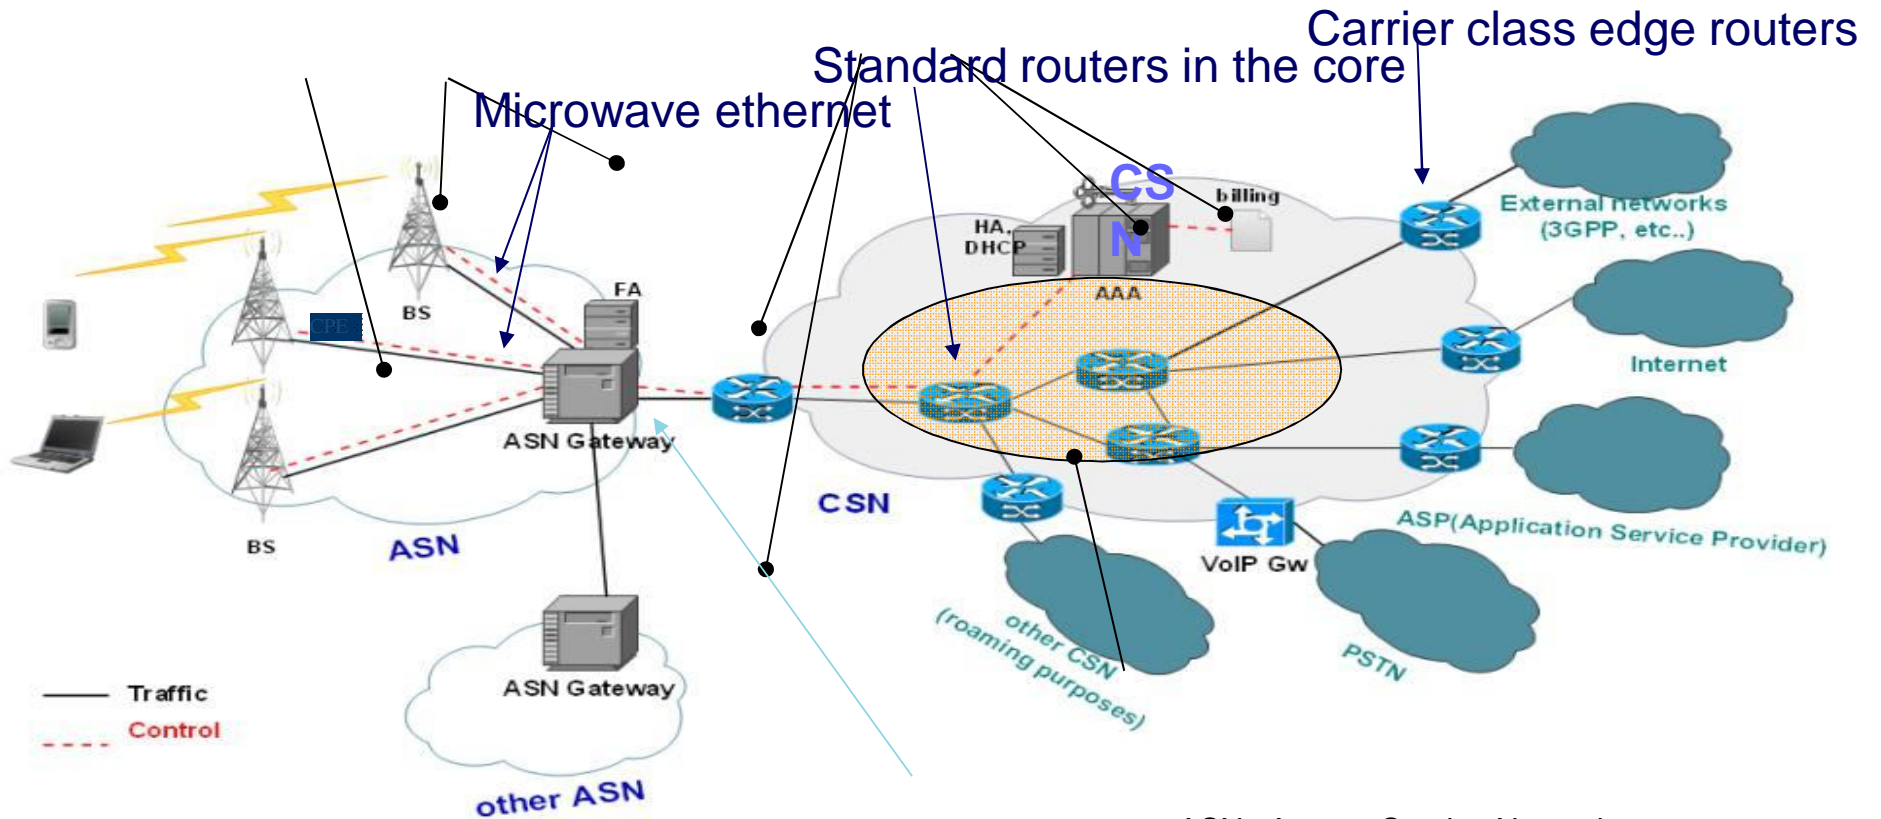 Carrier class edge routers
Standard routers in the core
Microwave ethernet
CS
N
billing
HA,
DHCP
External networks
(3GPP, etc..)
AAA
FA
BS
CPE
Internet
ASN Gateway
CSN
ASP(Application Service Provider)
BS
ASN
VoIP Gw
other CSN
(roaming purposes)
PSTN
ASN Gateway
Traffic
Control
other ASN